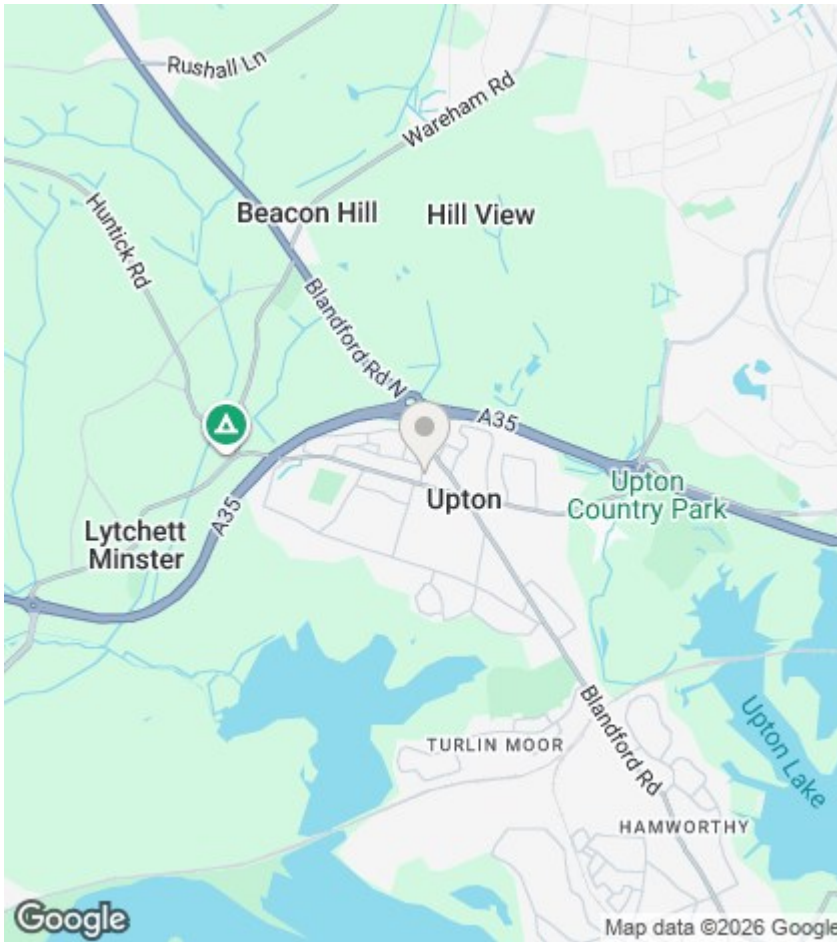 Rushall Ln
Wareham Rd
Huntick Rd
Beacon Hill
Hill View
Blandford Rd N
A35
Upton
Country Park
Upton
A35
Lytchett
Minster
Blandford Rd
Upton Lake
TURLIN MOOR
HAMWORTHY
Google
Map data ©2026 Google